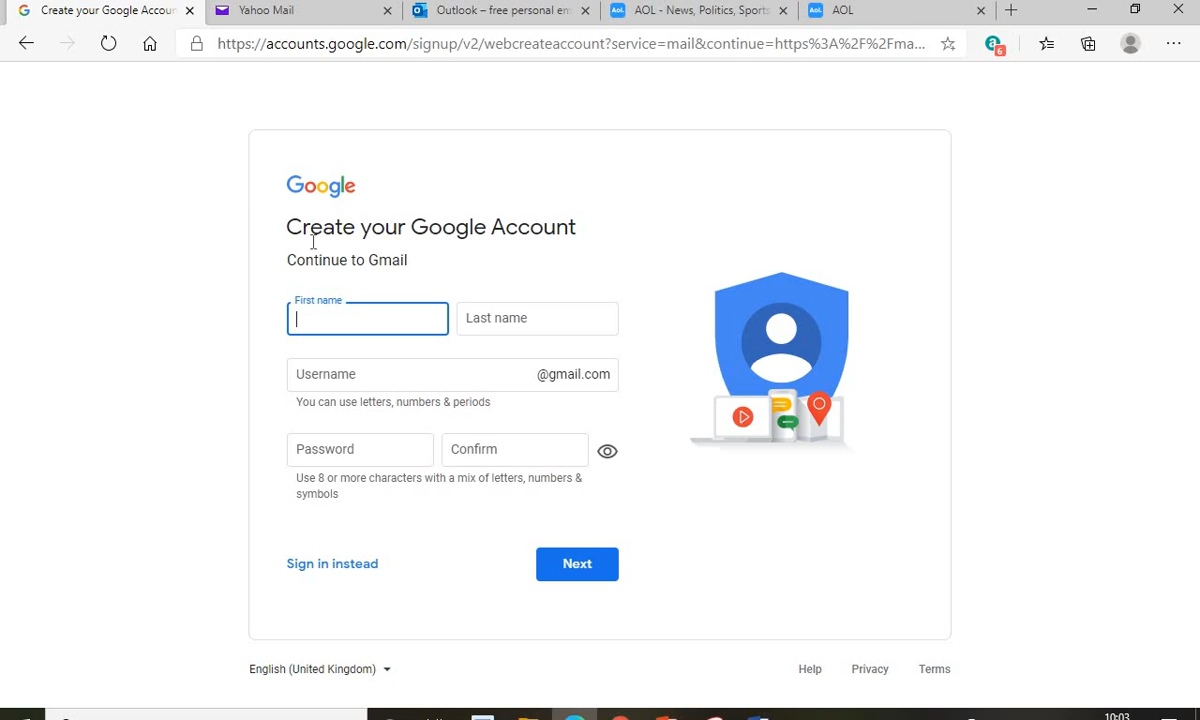 Create your Google Accoun
Yahoo Mail
Outlook – free personal em
Aol. AOL - News, Politics, Sports
Aol. AOL
https://accounts.google.com/signup/v2/webcreateaccount?service=mail&continue=https%3A%2F%2Fma...
a 6
Google
Create your Google Account
Continue to Gmail
First name
Last name
Username @gmail.com
You can use letters, numbers & periods
Password
Confirm
Use 8 or more characters with a mix of letters, numbers &
symbols
Sign in instead
Next
English (United Kingdom)
Help
Privacy
Terms
10:03